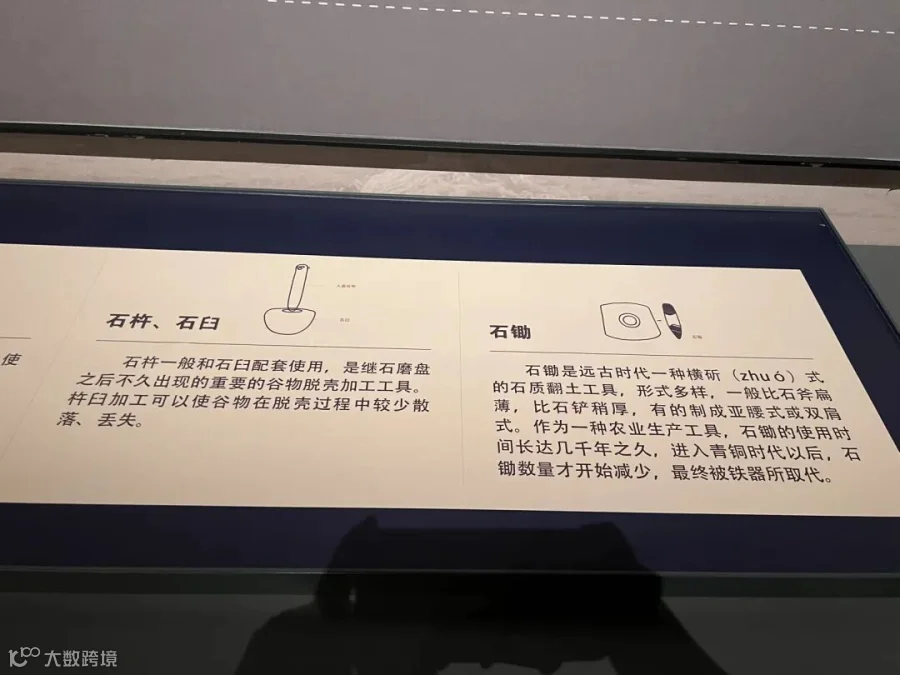 使
石杵、石臼
石杵一般和石臼配套使用，是继石磨盘
之后不久出现的重要的谷物脱壳加工工具。
杵臼加工可以使谷物在脱壳过程中较少散
落、丢失。
石锄
石锄是远古时代一种横斫（zhuó）式
的石质翻土工具，形式多样，一般比石斧扁
薄，比石铲稍厚，有的制成亚腰式或双肩
式。作为一种农业生产工具，石锄的使用时
间长达几千年之久，进入青铜时代以后，石
锄数量才开始减少，最终被铁器所取代。
大数跨境